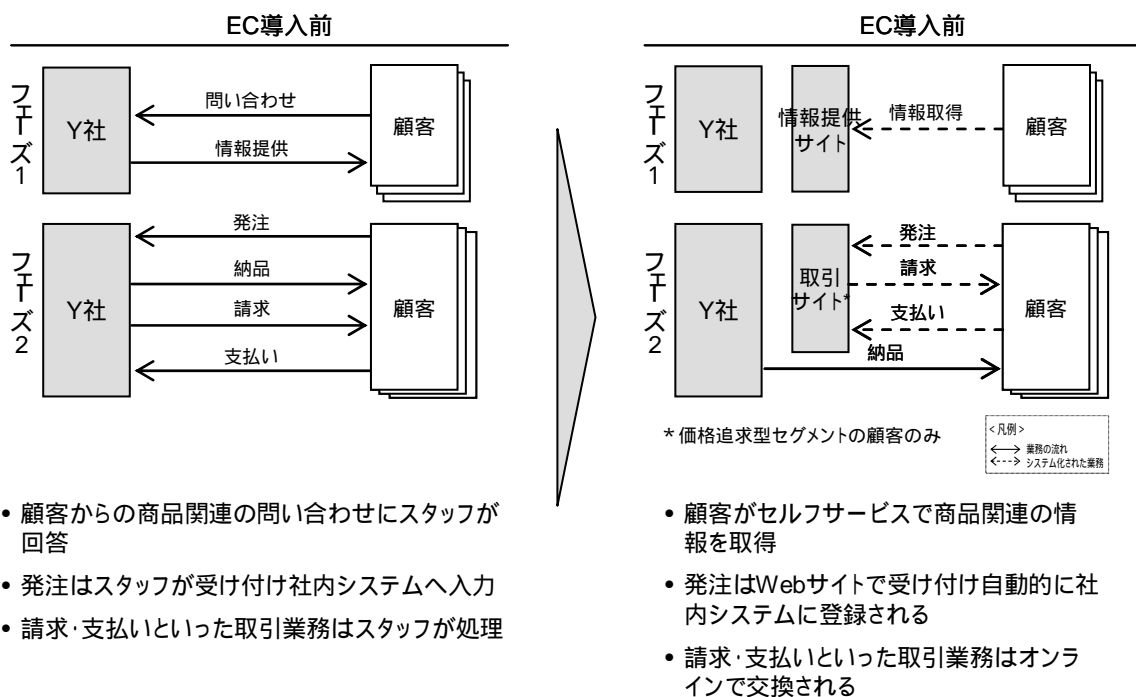 EC導入前
フェーズ1
Y社
問い合わせ
情報提供
顧客
フェーズ2
Y社
発注
納品
請求
支払い
顧客
• 顧客からの商品関連の問い合わせにスタッフが
回答
• 発注はスタッフが受け付け社内システムへ入力
• 請求・支払いといった取引業務はスタッフが処理
EC導入前
フェーズ1
Y社
情報提供
サイト
情報取得
顧客
フェーズ2
Y社
取引
サイト*
発注
請求
支払い
納品
顧客
*価格追求型セグメントの顧客のみ
<凡例>
業務の流れ
システム化された業務
• 顧客がセルフサービスで商品関連の情
報を取得
• 発注はWebサイトで受け付け自動的に社
内システムに登録される
• 請求・支払いといった取引業務はオンラ
インで交換される